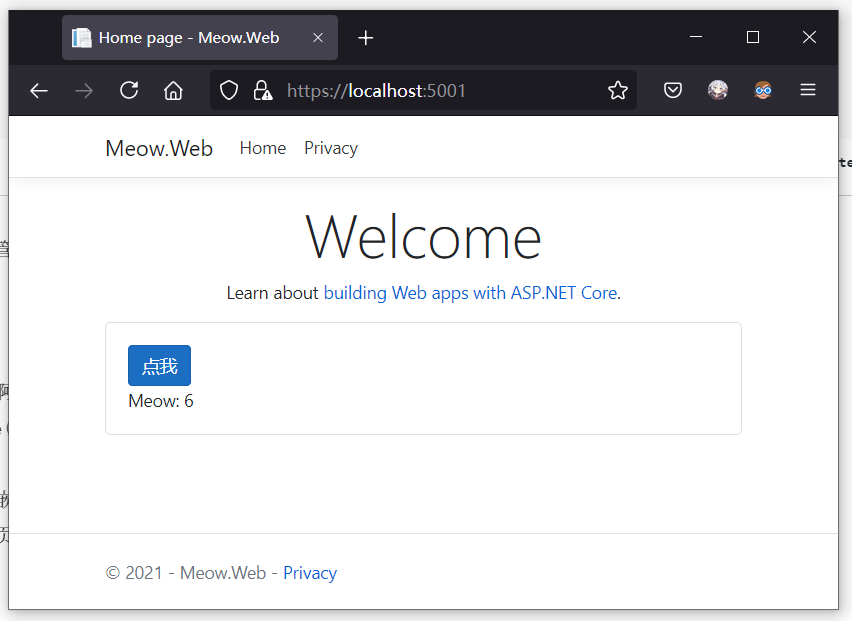 Home page - Meow.Web
https://localhost:5001
Meow.Web Home Privacy
Welcome
Learn about building Web apps with ASP.NET Core.
点我
Meow: 6
© 2021 - Meow.Web - Privacy